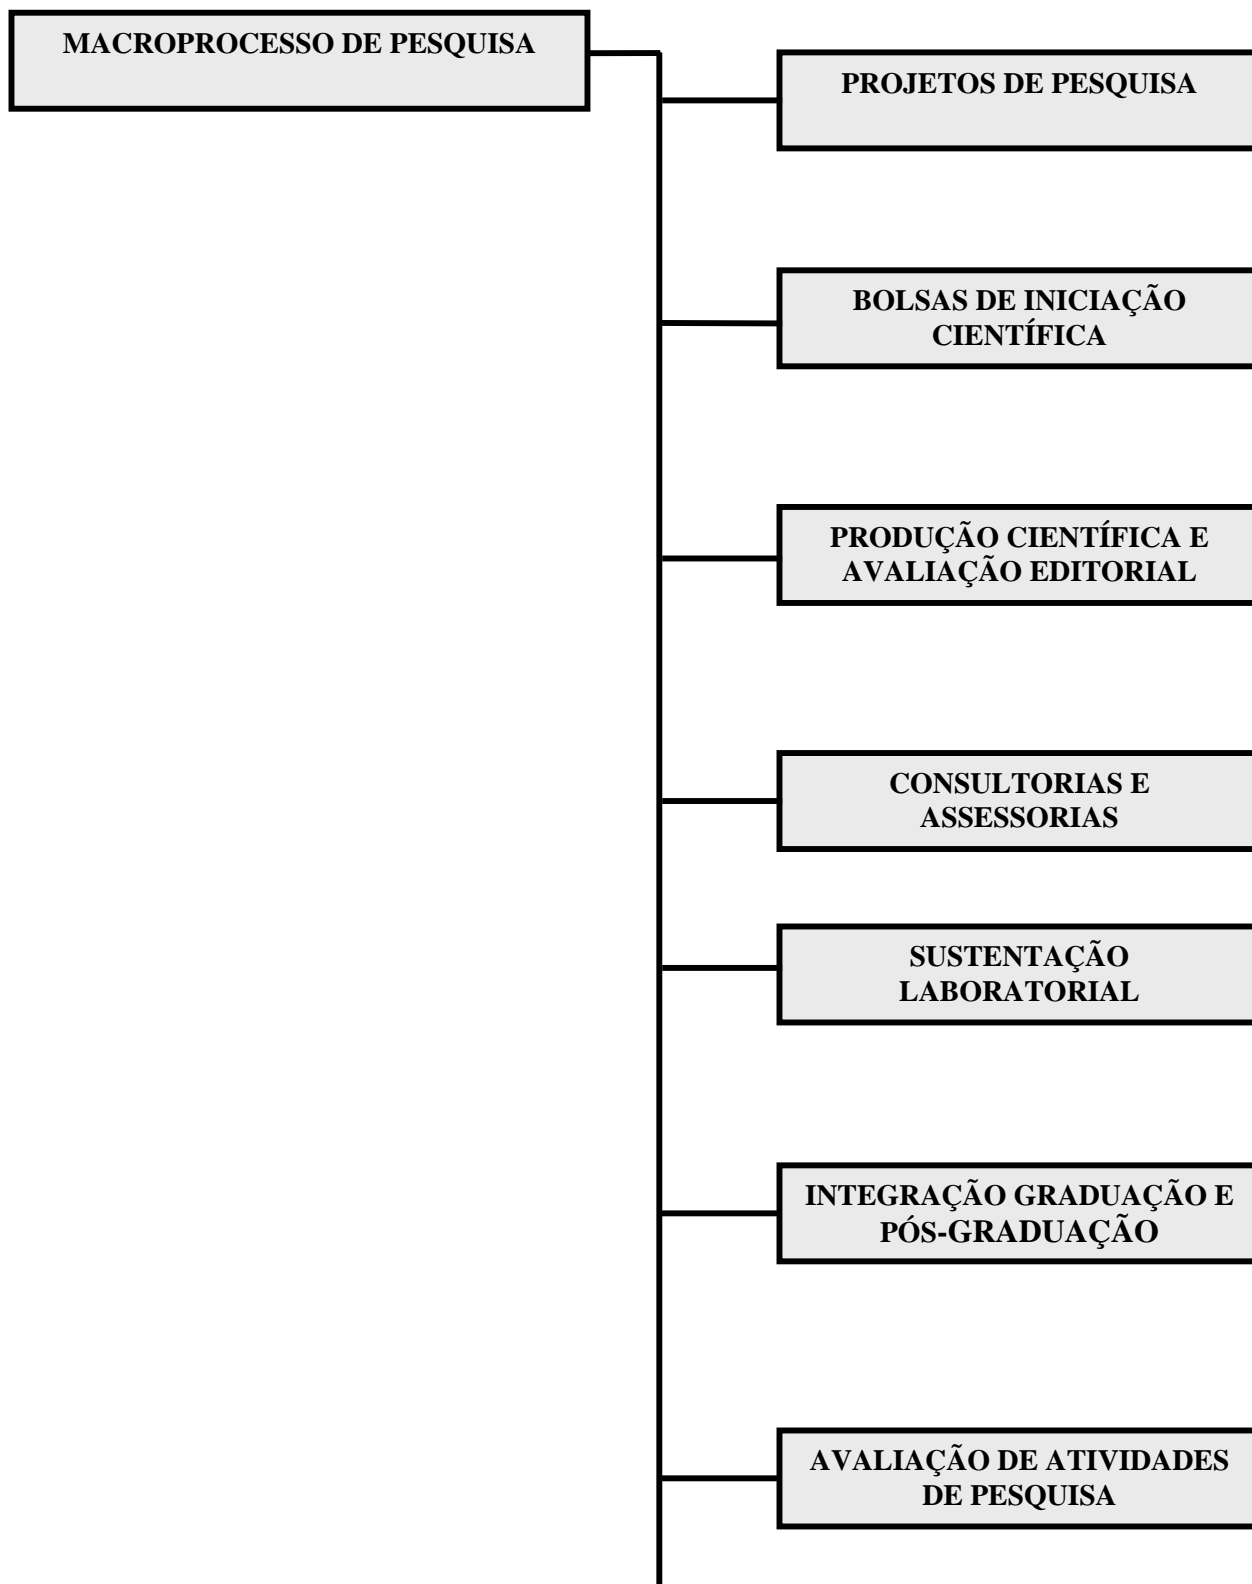 MACROPROCESSO DE PESQUISA
PROJETOS DE PESQUISA
BOLSAS DE INICIAÇÃO
CIENTÍFICA
PRODUÇÃO CIENTÍFICA E
AVALIAÇÃO EDITORIAL
CONSULTORIAS E
ASSESSORIAS
SUSTENTAÇÃO
LABORATORIAL
INTEGRAÇÃO GRADUAÇÃO E
PÓS-GRADUAÇÃO
AVALIAÇÃO DE ATIVIDADES
DE PESQUISA